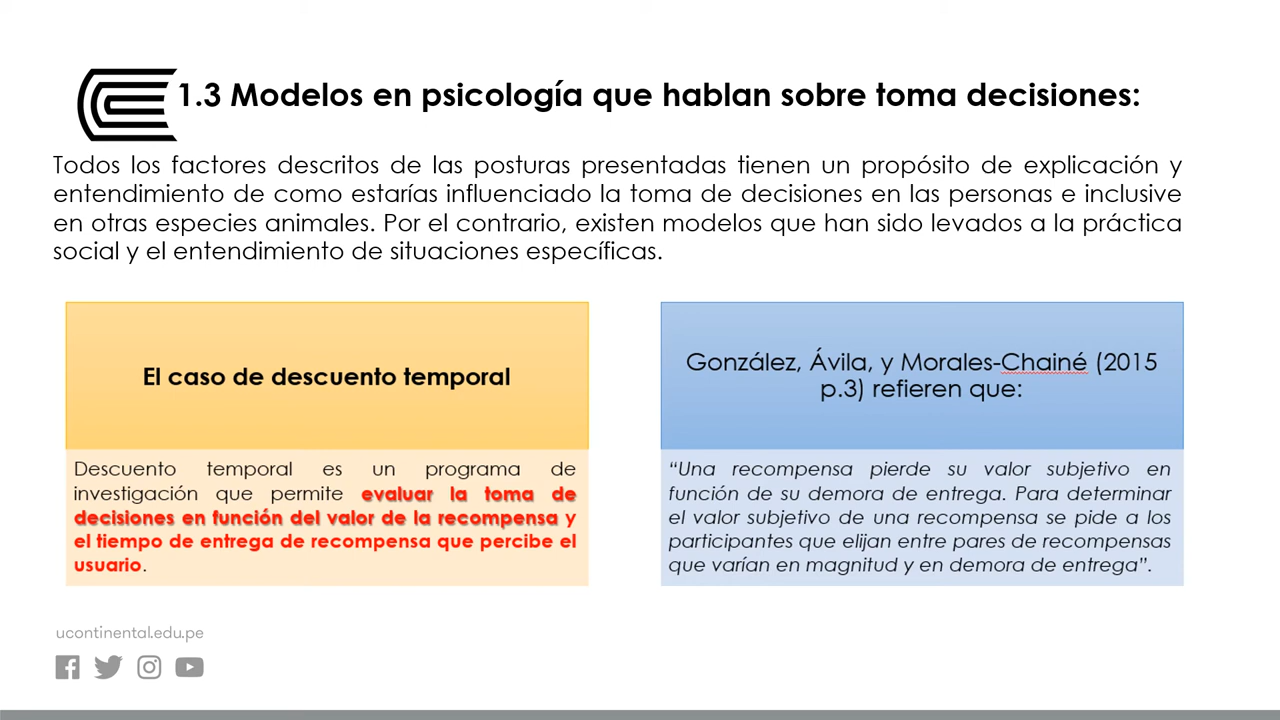 1.3 Modelos en psicología que hablan sobre toma decisiones:
Todos los factores descritos de las posturas presentadas tienen un propósito de explicación y
entendimiento de como estarías influenciado la toma de decisiones en las personas e inclusive
en otras especies animales. Por el contrario, existen modelos que han sido levados a la práctica
social y el entendimiento de situaciones específicas.
El caso de descuento temporal
Descuento temporal es un programa de
investigación que permite evaluar la toma de
decisiones en función del valor de la recompensa y
el tiempo de entrega de recompensa que percibe el
usuario.
González, Ávila, y Morales-Chainé (2015
p.3) refieren que:
“Una recompensa pierde su valor subjetivo en
función de su demora de entrega. Para determinar
el valor subjetivo de una recompensa se pide a los
participantes que elijan entre pares de recompensas
que varían en magnitud y en demora de entrega”.
ucontinental.edu.pe